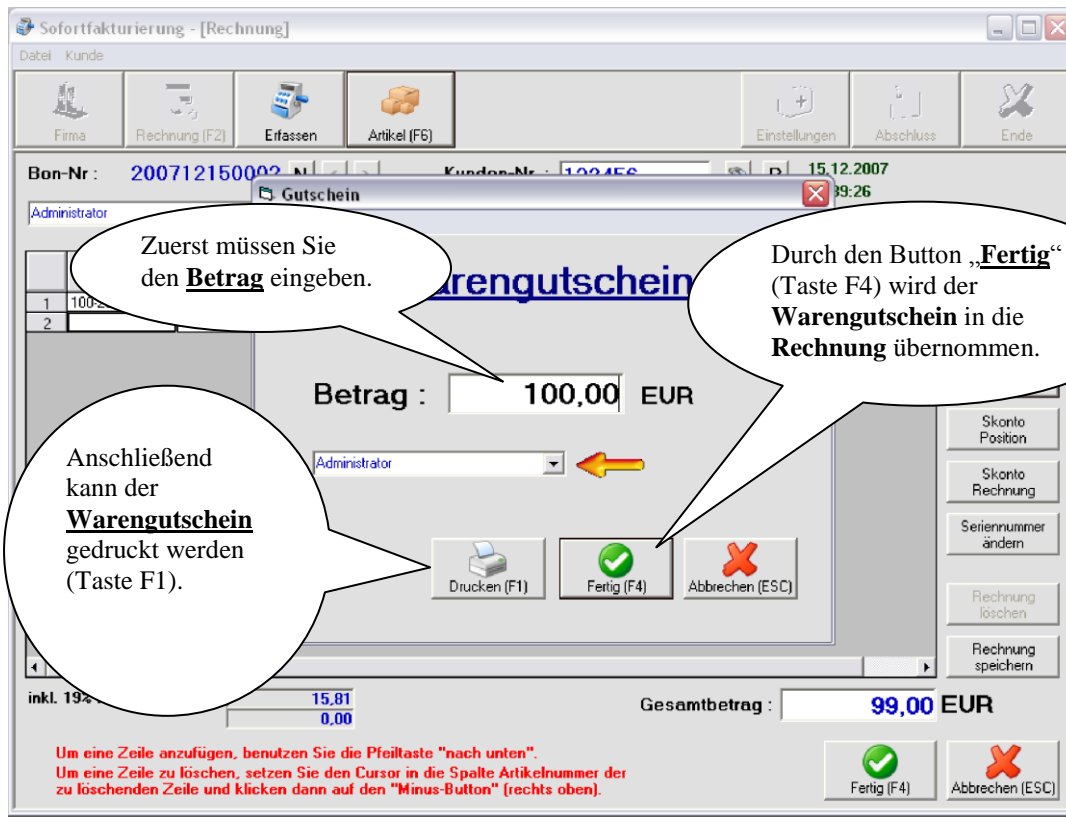 Sofortfakturierung - [Rechnung]
Datei Kunde
Firma
Rechnung (F2)
Erfassen
Artikel (F6)
Einstellungen
Abschluss
Ende
Bon-Nr :
200712150002
N
Kunden-Nr :
123456
R
15.12.2007
39:26
Administrator
Gutschein
Zuerst müssen Sie
den Betrag eingeben.
arengutschein
Durch den Button „Fertig“
(Taste F4) wird der
Warengutschein in die
Rechnung übernommen.
1
2
Betrag :
100,00
EUR
Administrator
Anschließend
kann der
Warengutschein
gedruckt werden
(Taste F1).
Drucken (F1)
Fertig (F4)
Abbrechen (ESC)
Skonto
Position
Skonto
Rechnung
Seriennummer
ändern
Rechnung
löschen
Rechnung
speichern
inkl. 19%
15,81
0,00
Gesamtbetrag :
99,00 EUR
Um eine Zeile anzufügen, benutzen Sie die Pfeiltaste "nach unten".
Um eine Zeile zu löschen, setzen Sie den Cursor in die Spalte Artikelnummer der
zu löschenden Zeile und klicken dann auf den "Minus-Button" (rechts oben).
Fertig (F4)
Abbrechen (ESC)